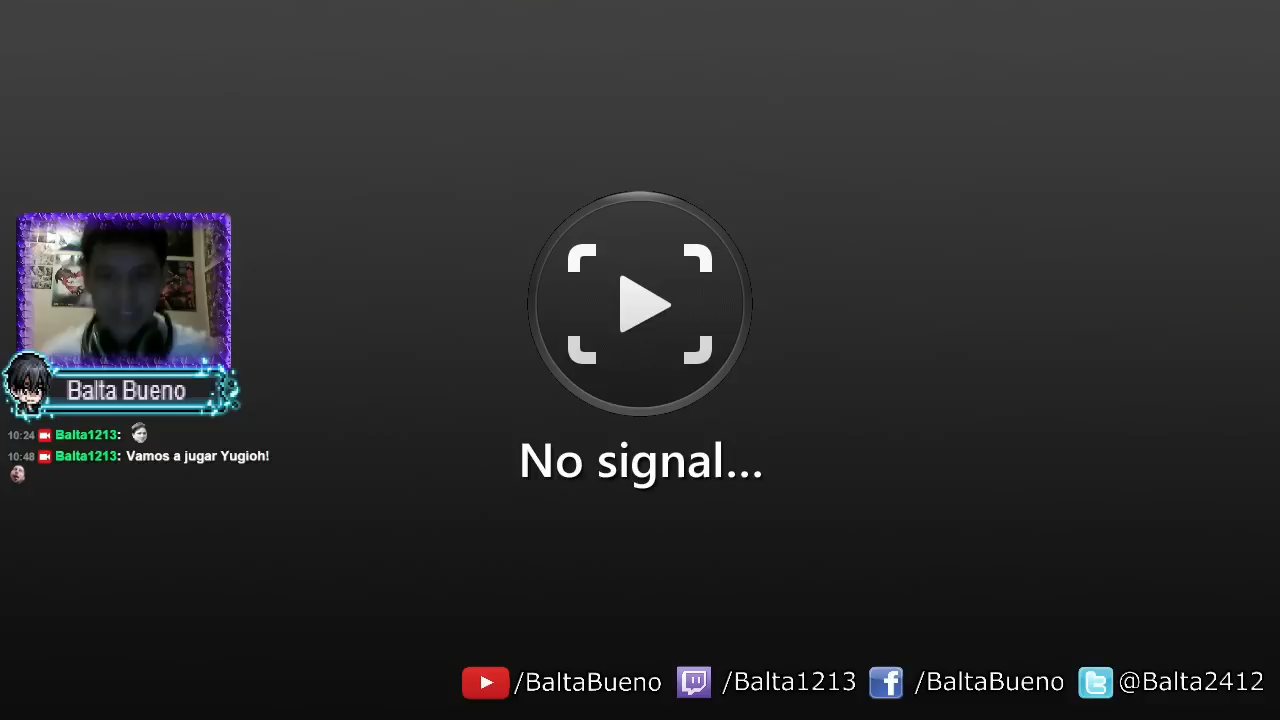 Balta Bueno
10:24 Balta1213:
10:48 Balta1213: Vamos a jugar Yugioh!
No signal...
/BaltaBueno /Balta1213 /BaltaBueno @Balta2412